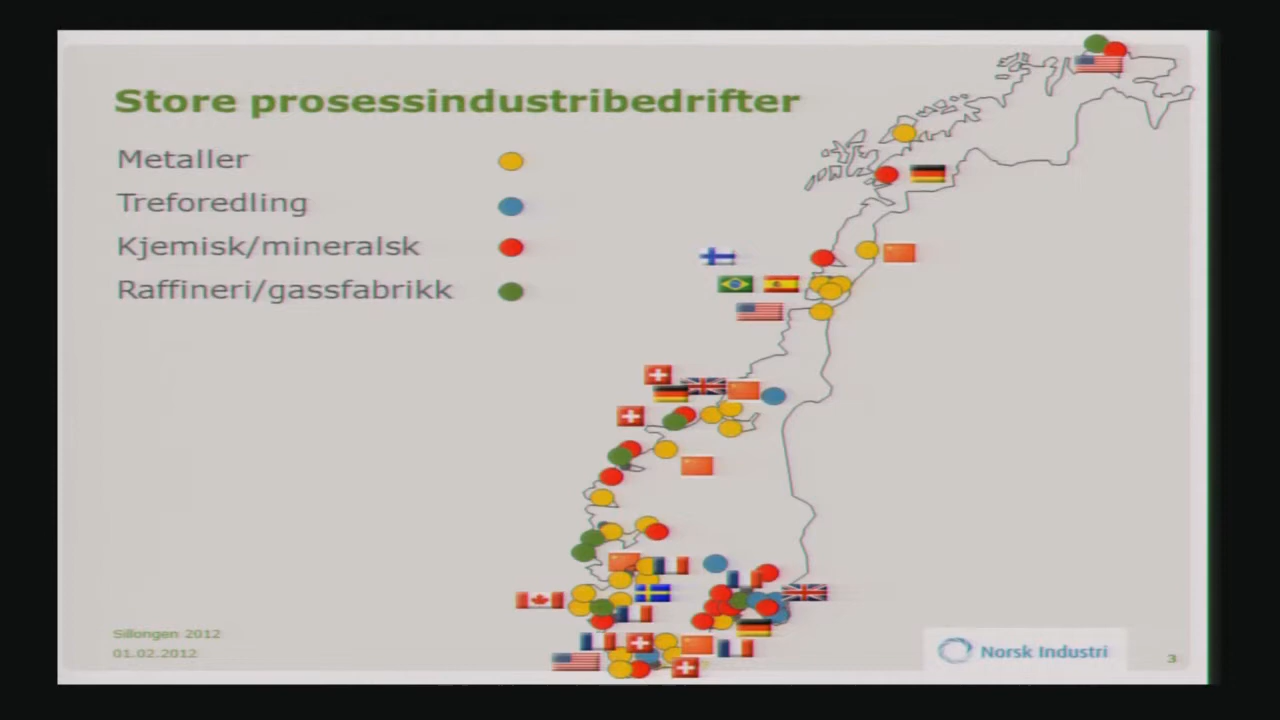 Store prosessindustribedrifter
Metaller
Treforedling
Kjemisk/mineralsk
Raffineri/gassfabrikk
Sillongen 2012
01.02.2012
Norsk Industri
3